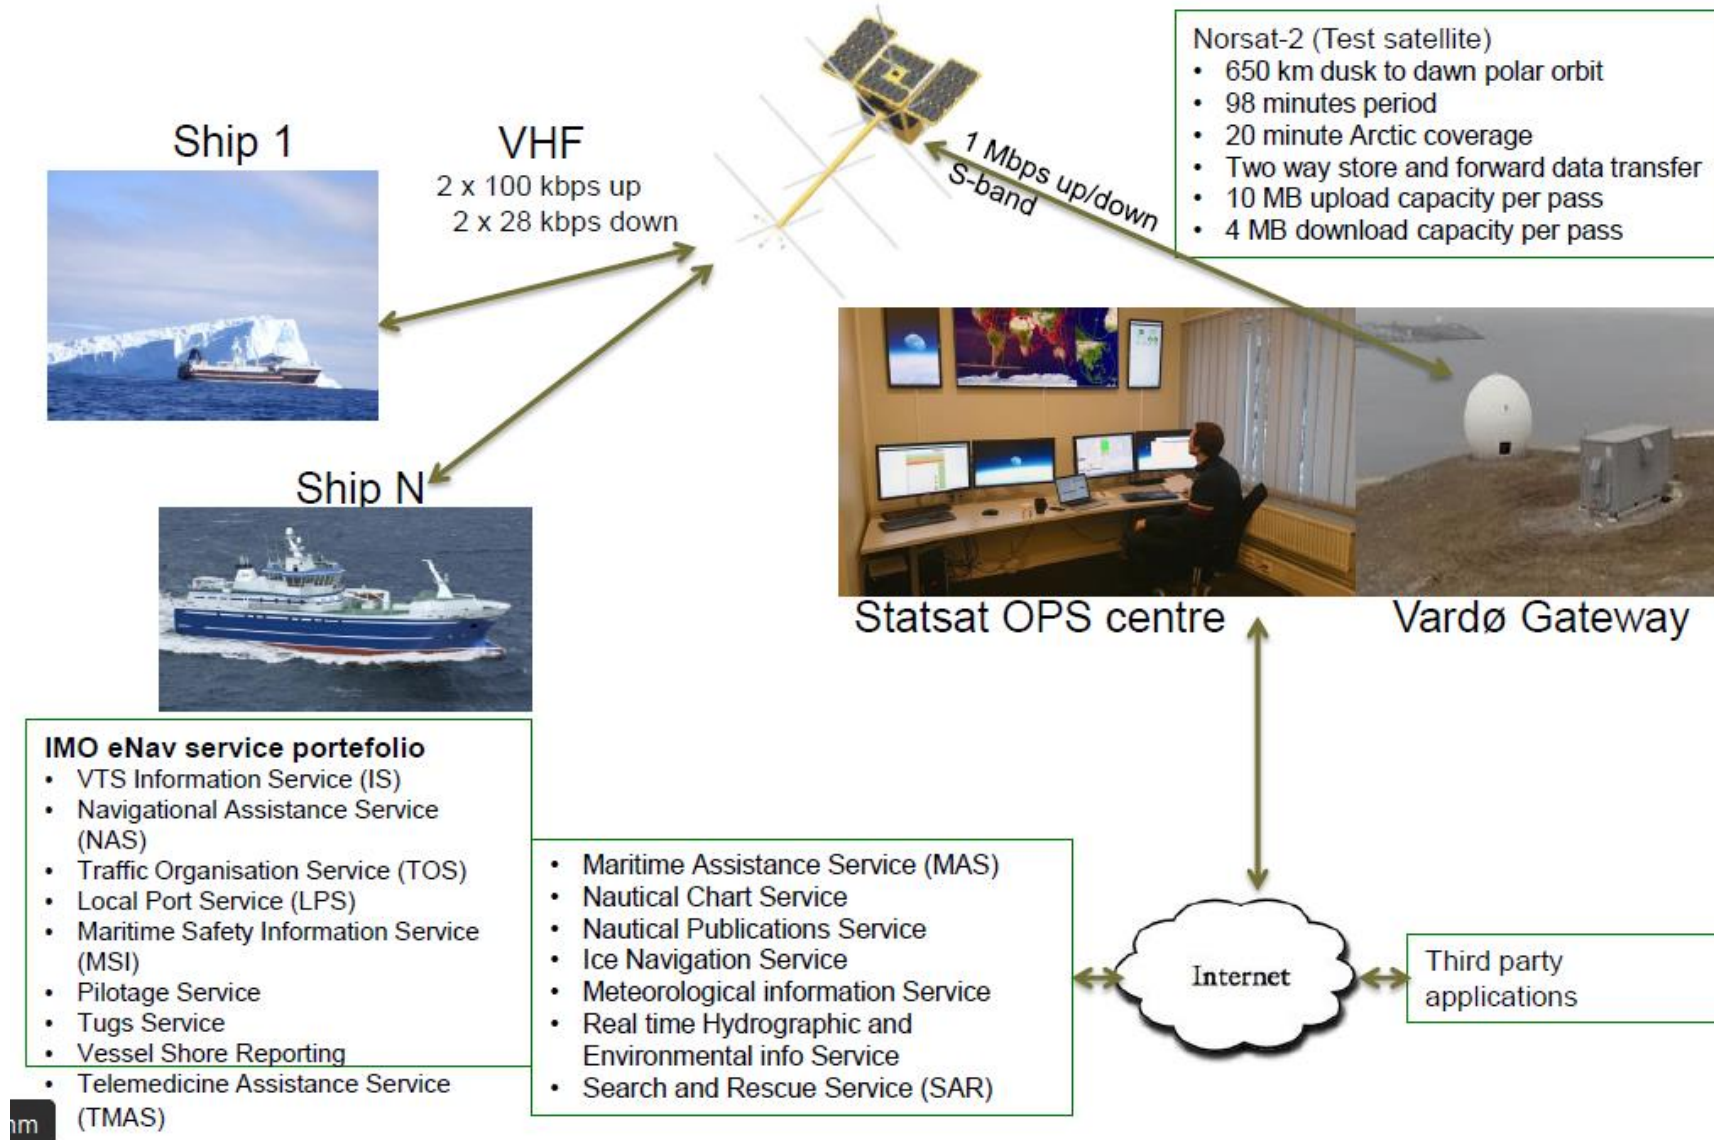 Norsat-2 (Test satellite)
• 650 km dusk to dawn polar orbit
• 98 minutes period
• 20 minute Arctic coverage
• Two way store and forward data transfer
• 10 MB upload capacity per pass
• 4 MB download capacity per pass
Ship 1
VHF
2 x 100 kbps up
2 x 28 kbps down
1 Mbps up/down
S-band
Ship N
Statsat OPS centre
Vardø Gateway
IMO eNav service portefolio
• VTS Information Service (IS)
• Navigational Assistance Service
(NAS)
• Traffic Organisation Service (TOS)
• Local Port Service (LPS)
• Maritime Safety Information Service
(MSI)
• Pilotage Service
• Tugs Service
• Vessel Shore Reporting
• Telemedicine Assistance Service
(TMAS)
• Maritime Assistance Service (MAS)
• Nautical Chart Service
• Nautical Publications Service
• Ice Navigation Service
• Meteorological information Service
• Real time Hydrographic and
Environmental info Service
• Search and Rescue Service (SAR)
Internet
Third party
applications